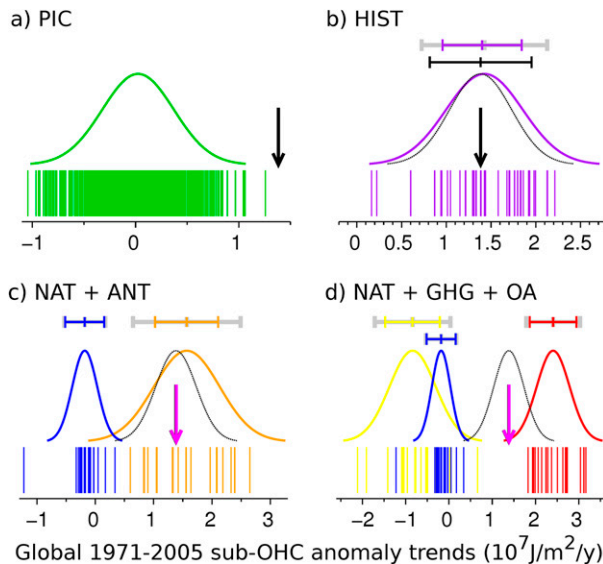 a) PIC
b) HIST
−1 0 1
0 0.5 1 1.5 2 2.5
c) NAT + ANT
d) NAT + GHG + OA
−1 0 1 2 3
−2 −1 0 1 2 3
Global 1971-2005 sub-OHC anomaly trends (10⁷J/m²/y)